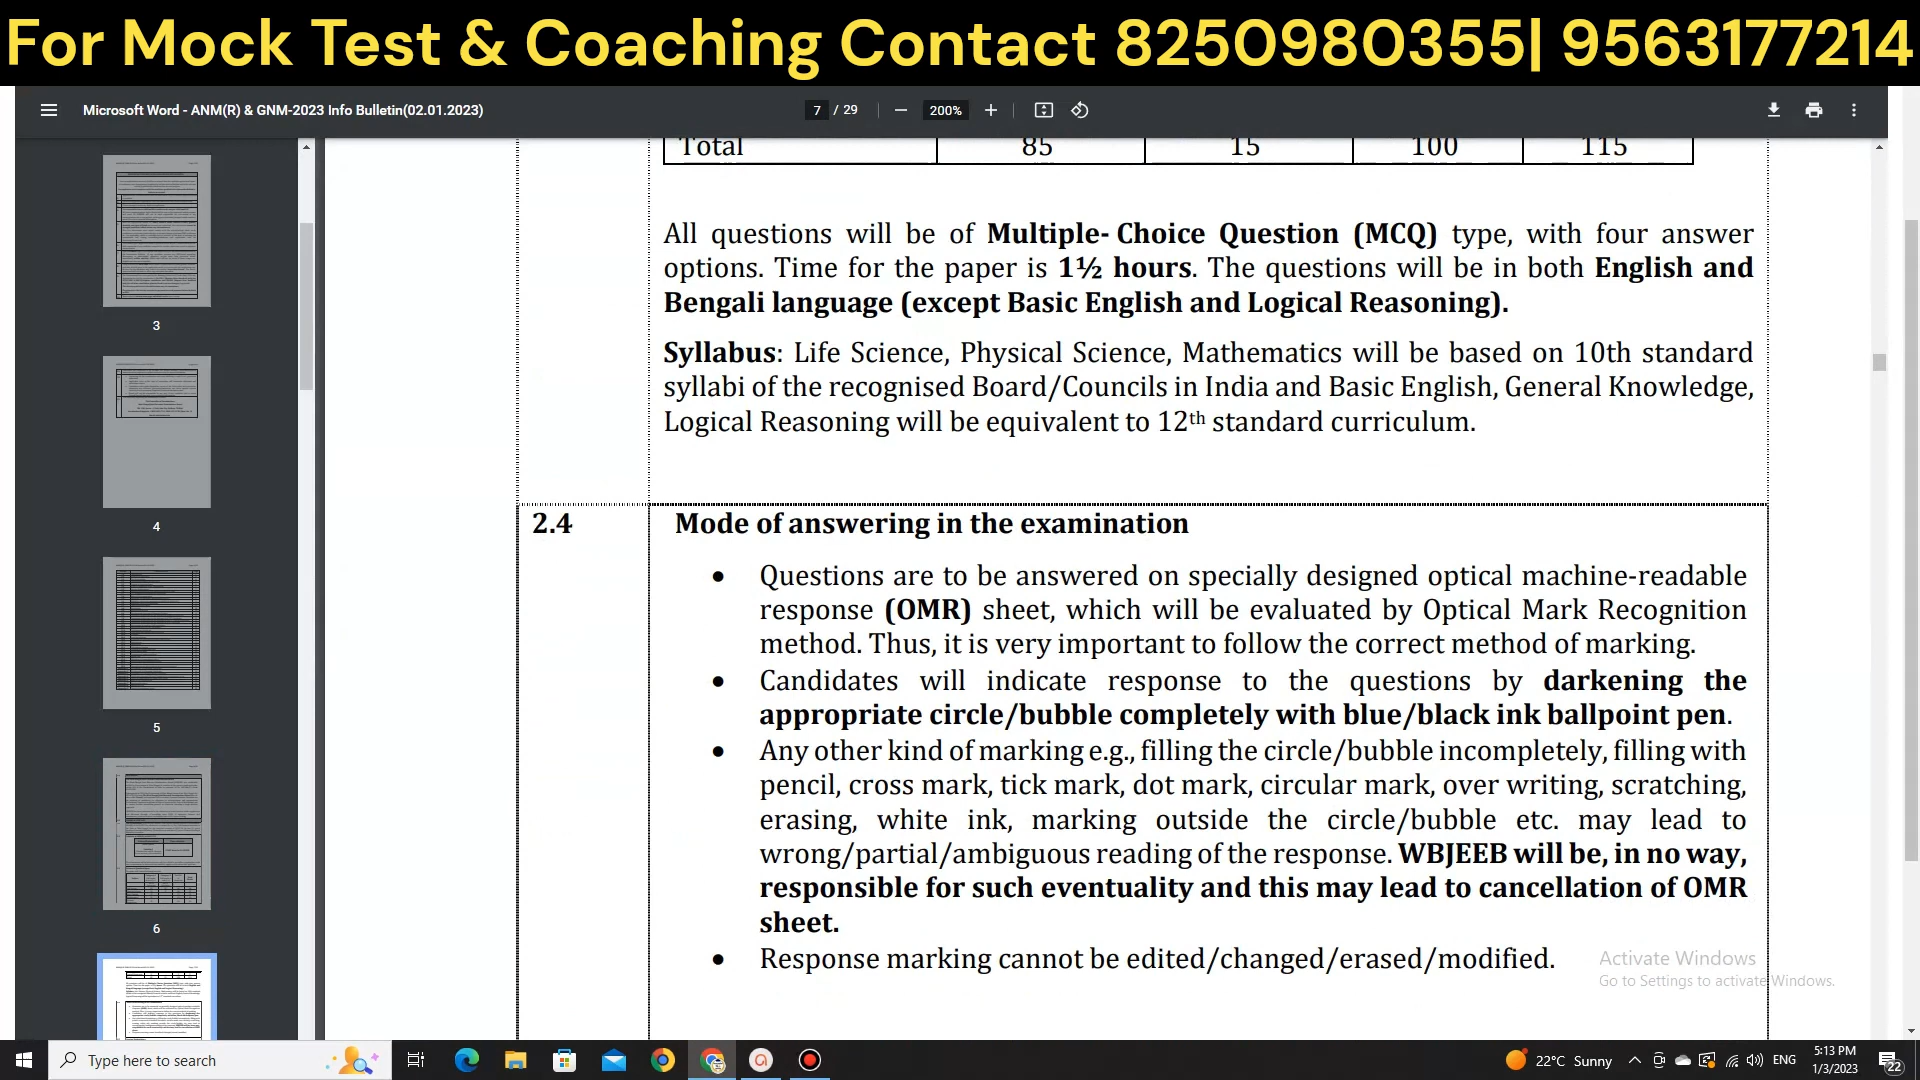 For Mock Test & Coaching Contact 8250980355| 9563177214
Microsoft Word - ANM(R) & GNM-2023 Info Bulletin(02.01.2023)
7 / 29
200%
Total 85 15 100 115
All questions will be of Multiple- Choice Question (MCQ) type, with four answer
options. Time for the paper is 1½ hours. The questions will be in both English and
Bengali language (except Basic English and Logical Reasoning).
Syllabus: Life Science, Physical Science, Mathematics will be based on 10th standard
syllabi of the recognised Board/Councils in India and Basic English, General Knowledge,
Logical Reasoning will be equivalent to 12th standard curriculum.
2.4 Mode of answering in the examination
• Questions are to be answered on specially designed optical machine-readable
response (OMR) sheet, which will be evaluated by Optical Mark Recognition
method. Thus, it is very important to follow the correct method of marking.
• Candidates will indicate response to the questions by darkening the
appropriate circle/bubble completely with blue/black ink ballpoint pen.
• Any other kind of marking e.g., filling the circle/bubble incompletely, filling with
pencil, cross mark, tick mark, dot mark, circular mark, over writing, scratching,
erasing, white ink, marking outside the circle/bubble etc. may lead to
wrong/partial/ambiguous reading of the response. WBJEEB will be, in no way,
responsible for such eventuality and this may lead to cancellation of OMR
sheet.
• Response marking cannot be edited/changed/erased/modified.
3
4
5
6
Activate Windows
Go to Settings to activate Windows.
Type here to search
22°C Sunny
ENG
5:13 PM
1/3/2023
22